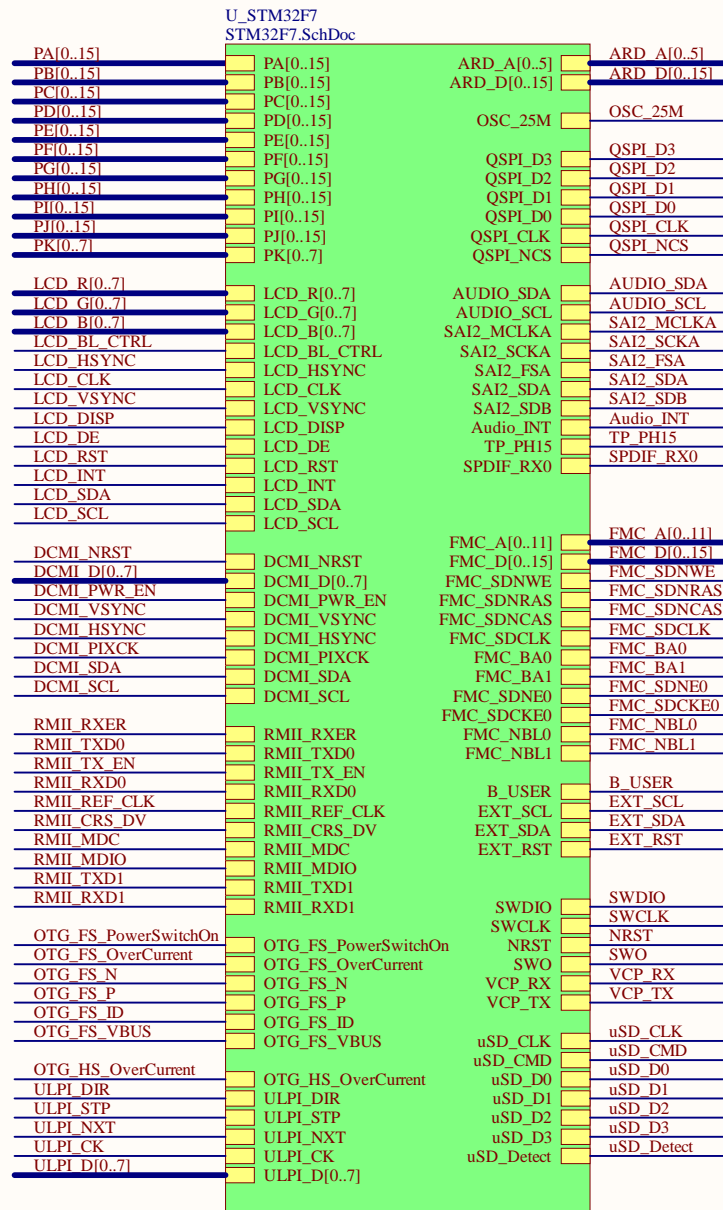 U_STM32F7
STM32F7.SchDoc
PA[0..15]
PB[0..15]
PC[0..15]
PD[0..15]
PE[0..15]
PF[0..15]
PG[0..15]
PH[0..15]
PI[0..15]
PJ[0..15]
PK[0..7]
LCD_R[0..7]
LCD_G[0..7]
LCD_B[0..7]
LCD_BL_CTRL
LCD_HSYNC
LCD_CLK
LCD_VSYNC
LCD_DISP
LCD_DE
LCD_RST
LCD_INT
LCD_SDA
LCD_SCL
DCMI_NRST
DCMI_D[0..7]
DCMI_PWR_EN
DCMI_VSYNC
DCMI_HSYNC
DCMI_PIXCK
DCMI_SDA
DCMI_SCL
RMII_RXER
RMII_TXD0
RMII_TX_EN
RMII_RXD0
RMII_REF_CLK
RMII_CRS_DV
RMII_MDC
RMII_MDIO
RMII_TXD1
RMII_RXD1
OTG_FS_PowerSwitchOn
OTG_FS_OverCurrent
OTG_FS_N
OTG_FS_P
OTG_FS_ID
OTG_FS_VBUS
OTG_HS_OverCurrent
ULPI_DIR
ULPI_STP
ULPI_NXT
ULPI_CK
ULPI_D[0..7]
PA[0..15]
PB[0..15]
PC[0..15]
PD[0..15]
PE[0..15]
PF[0..15]
PG[0..15]
PH[0..15]
PI[0..15]
PJ[0..15]
PK[0..7]
LCD_R[0..7]
LCD_G[0..7]
LCD_B[0..7]
LCD_BL_CTRL
LCD_HSYNC
LCD_CLK
LCD_VSYNC
LCD_DISP
LCD_DE
LCD_RST
LCD_INT
LCD_SDA
LCD_SCL
DCMI_NRST
DCMI_D[0..7]
DCMI_PWR_EN
DCMI_VSYNC
DCMI_HSYNC
DCMI_PIXCK
DCMI_SDA
DCMI_SCL
RMII_RXER
RMII_TXD0
RMII_TX_EN
RMII_RXD0
RMII_REF_CLK
RMII_CRS_DV
RMII_MDC
RMII_MDIO
RMII_TXD1
RMII_RXD1
OTG_FS_PowerSwitchOn
OTG_FS_OverCurrent
OTG_FS_N
OTG_FS_P
OTG_FS_ID
OTG_FS_VBUS
OTG_HS_OverCurrent
ULPI_DIR
ULPI_STP
ULPI_NXT
ULPI_CK
ULPI_D[0..7]
ARD_A[0..5]
ARD_D[0..15]
OSC_25M
QSPI_D3
QSPI_D2
QSPI_D1
QSPI_D0
QSPI_CLK
QSPI_NCS
AUDIO_SDA
AUDIO_SCL
SAI2_MCLKA
SAI2_SCKA
SAI2_FSA
SAI2_SDA
SAI2_SDB
Audio_INT
TP_PH15
SPDIF_RX0
FMC_A[0..11]
FMC_D[0..15]
FMC_SDNWE
FMC_SDNRAS
FMC_SDNCAS
FMC_SDCLK
FMC_BA0
FMC_BA1
FMC_SDNE0
FMC_SDCKE0
FMC_NBL0
FMC_NBL1
B_USER
EXT_SCL
EXT_SDA
EXT_RST
SWDIO
SWCLK
NRST
SWO
VCP_RX
VCP_TX
uSD_CLK
uSD_CMD
uSD_D0
uSD_D1
uSD_D2
uSD_D3
uSD_Detect
ARD_A[0..5]
ARD_D[0..15]
OSC_25M
QSPI_D3
QSPI_D2
QSPI_D1
QSPI_D0
QSPI_CLK
QSPI_NCS
AUDIO_SDA
AUDIO_SCL
SAI2_MCLKA
SAI2_SCKA
SAI2_FSA
SAI2_SDA
SAI2_SDB
Audio_INT
TP_PH15
SPDIF_RX0
FMC_A[0..11]
FMC_D[0..15]
FMC_SDNWE
FMC_SDNRAS
FMC_SDNCAS
FMC_SDCLK
FMC_BA0
FMC_BA1
FMC_SDNE0
FMC_SDCKE0
FMC_NBL0
FMC_NBL1
B_USER
EXT_SCL
EXT_SDA
EXT_RST
SWDIO
SWCLK
NRST
SWO
VCP_RX
VCP_TX
uSD_CLK
uSD_CMD
uSD_D0
uSD_D1
uSD_D2
uSD_D3
uSD_Detect